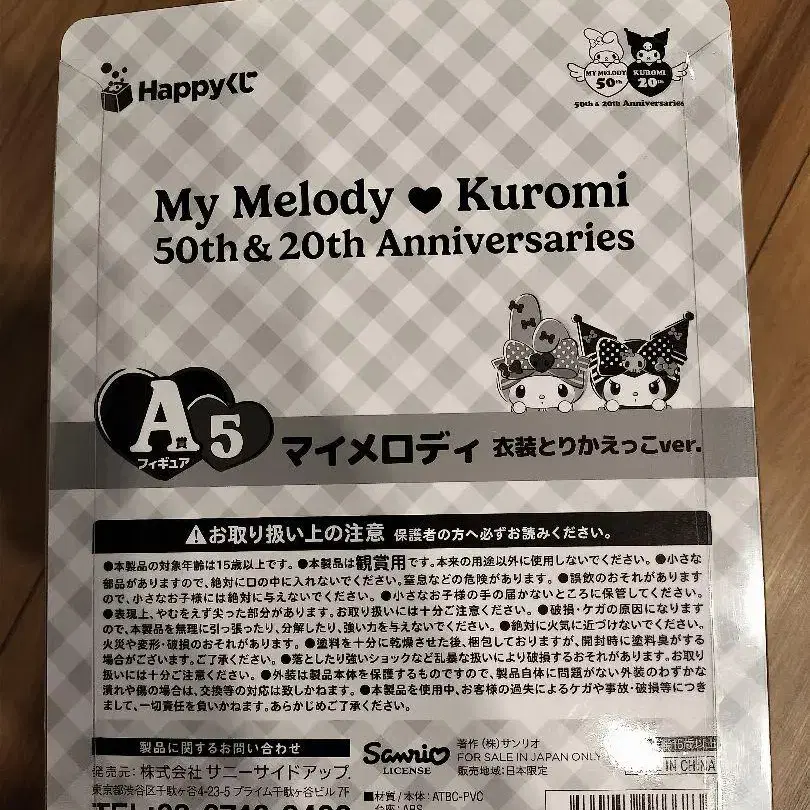 Happyくじ
MY MELODY
50th
KUROMI
20th
50th & 20th Anniversaries
My Melody ♥ Kuromi
50th & 20th Anniversaries
A賞
フィギュア
5
マイメロディ 衣装とりかえっこver.
⚠お取り扱い上の注意 保護者の方へ必ずお読みください。
●本製品の対象年齢は15歳以上です。●本製品は観賞用です。本来の用途以外に使用しないでください。●小さな
部品がありますので、絶対に口の中に入れないでください。窒息などの危険があります。●誤飲のおそれがあります
ので、小さなお子様には絶対に与えないでください。●小さなお子様の手の届かないところに保管してください。
●表現上、やむをえず尖った部分があります。お取り扱いには十分ご注意ください。●破損・ケガの原因になります
ので、本製品を無理に引っ張ったり、分解したり、強い力を与えないでください。●絶対に火気に近づけないでください。
火災や変形・破損のおそれがあります。●塗料を十分に乾燥させた後、梱包しておりますが、開封時に塗料臭がする
場合がございます。ご了承ください。●落としたり強いショックなど乱暴な扱いにより破損するおそれがあります。お取り
扱いには十分ご注意ください。●外装は製品本体を保護するものですので、製品自体に問題がない外装のわずかな
潰れや傷の場合は、交換等の対応は致しかねます。●本製品を使用中、お客様の過失によるケガや事故・破損等につき
まして、一切責任を負いかねます。あらかじめご了承ください。
製品に関するお問い合わせ
発売元:株式会社 サニーサイドアップ
東京都渋谷区千駄ヶ谷4-23-5 プライム千駄ヶ谷ビル 7F
Sanrio
LICENSE
著作(株)サンリオ
FOR SALE IN JAPAN ONLY
販売地域:日本限定
15歳以上
IN CHINA
■材質/本体:ATBC-PVC
台座:ABS